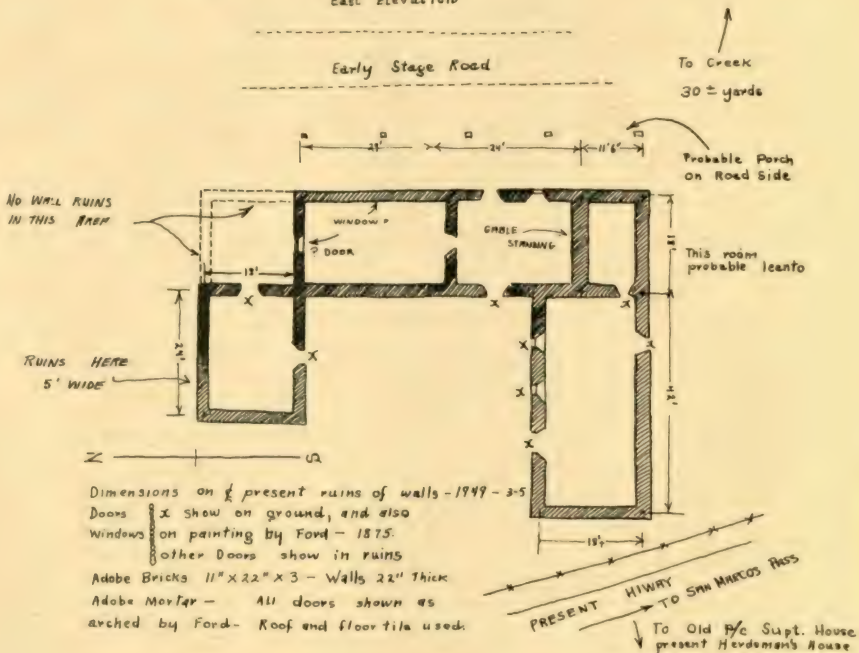 East Elevation
Early Stage Road
To Creek
30 ± yards
24'
11'6"
Probable Porch
on Road Side
NO WALL RUINS
IN THIS AREA
WINDOW ?
? DOOR
GABLE
STANDING
18'
18'
This room
probable leanto
24'
RUINS HERE
5' WIDE
42'
N
S
18'
Dimensions on ℄ present ruins of walls - 1949 - 3-5
Doors x show on ground, and also
Windows on painting by Ford - 1875.
other Doors show in ruins
Adobe Bricks 11" X 22" X 3 - Walls 22" Thick
Adobe Mortar - All doors shown as
arched by Ford - Roof and floor tile used.
PRESENT HIWAY
TO SAN MARCOS PASS
To Old P/c Supt. House
present Herdsman's House